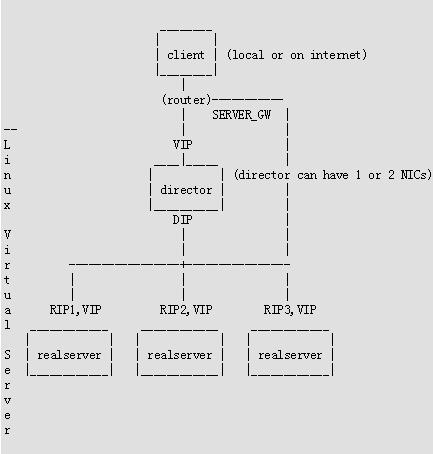 client (local or on internet)
(router)
SERVER_GW
VIP
director (director can have 1 or 2 NICs)
DIP
RIP1,VIP RIP2,VIP RIP3,VIP
realserver realserver realserver
Linux Virtual Server